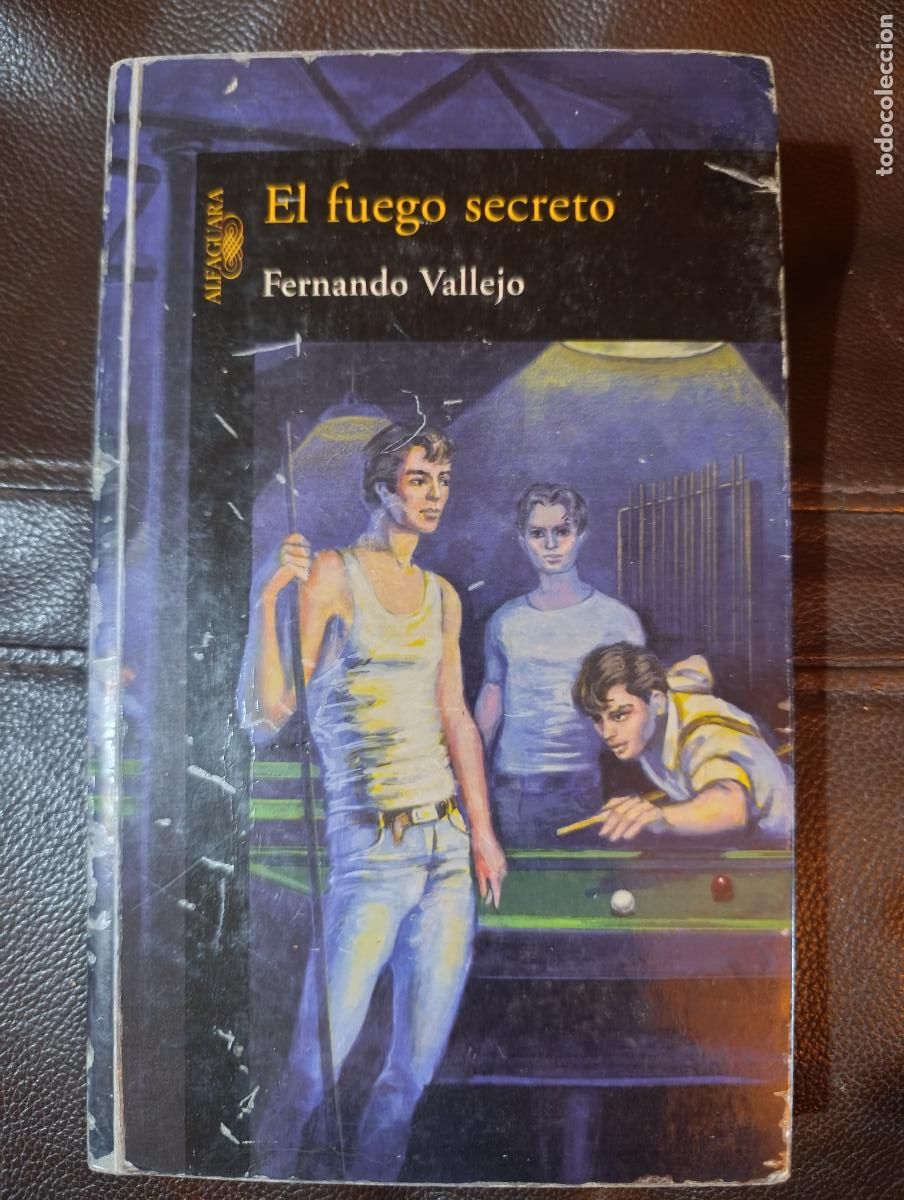 El fuego secreto
Fernando Vallejo
ALFAGUARA
todocoleccion